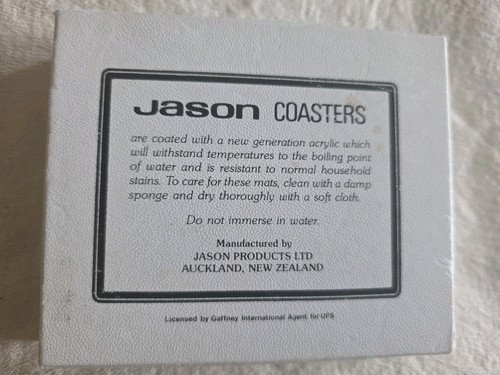 Jason COASTERS
are coated with a new generation acrylic which
will withstand temperatures to the boiling point
of water and is resistant to normal household
stains. To care for these mats, clean with a damp
sponge and dry thoroughly with a soft cloth.
Do not immerse in water.
Manufactured by
JASON PRODUCTS LTD
AUCKLAND, NEW ZEALAND
Licensed by Gaffney International Agent for UFS